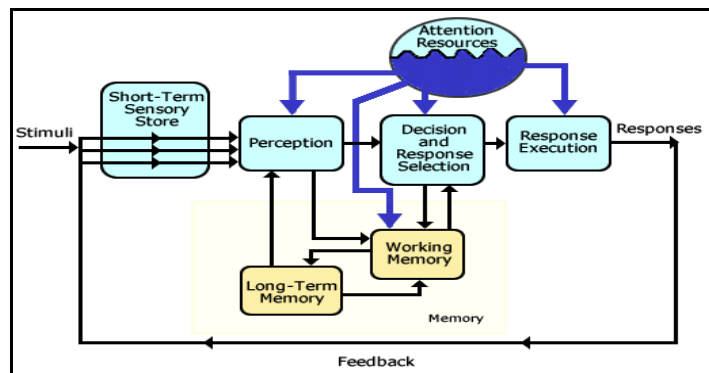 Attention
Resources
Short-Term
Sensory
Store
Stimuli
Perception
Decision
and
Response
Selection
Response
Execution
Responses
Working
Memory
Long-Term
Memory
Memory
Feedback